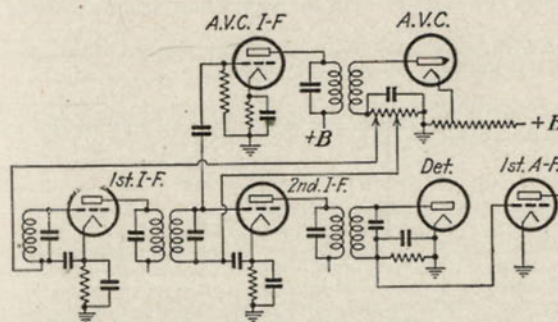 A.V.C. I-F
A.V.C.
+B
+B
1st. I-F.
2nd. I-F.
Det.
1st. A-F.